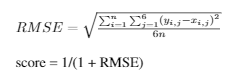 $RMSE = \sqrt{\frac{\sum_{i=1}^{n} \sum_{j=1}^{6} (y_{i,j} - x_{i,j})^2}{6n}}$
score = 1/(1 + RMSE)